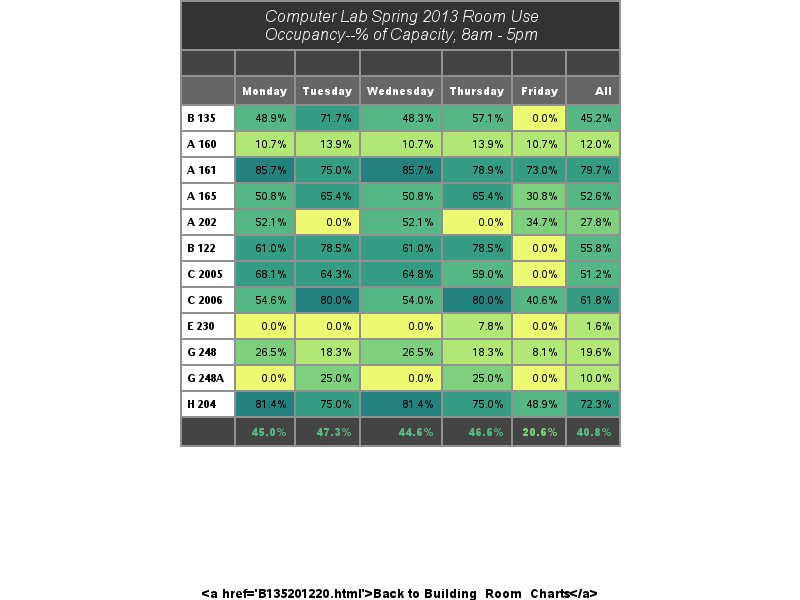 Computer Lab Spring 2013 Room Use
Occupancy--% of Capacity, 8am - 5pm
Monday Tuesday Wednesday Thursday Friday All
B 135 48.9% 71.7% 48.3% 57.1% 0.0% 45.2%
A 160 10.7% 13.9% 10.7% 13.9% 10.7% 12.0%
A 161 85.7% 75.0% 85.7% 78.9% 73.0% 79.7%
A 165 50.8% 65.4% 50.8% 65.4% 30.8% 52.6%
A 202 52.1% 0.0% 52.1% 0.0% 34.7% 27.8%
B 122 61.0% 78.5% 61.0% 78.5% 0.0% 55.8%
C 2005 68.1% 64.3% 64.8% 59.0% 0.0% 51.2%
C 2006 54.6% 80.0% 54.0% 80.0% 40.6% 61.8%
E 230 0.0% 0.0% 0.0% 7.8% 0.0% 1.6%
G 248 26.5% 18.3% 26.5% 18.3% 8.1% 19.6%
G 248A 0.0% 25.0% 0.0% 25.0% 0.0% 10.0%
H 204 81.4% 75.0% 81.4% 75.0% 48.9% 72.3%
45.0% 47.3% 44.6% 46.6% 20.6% 40.8%
<a href='B135201220.html'>Back to Building_Room_Charts</a>